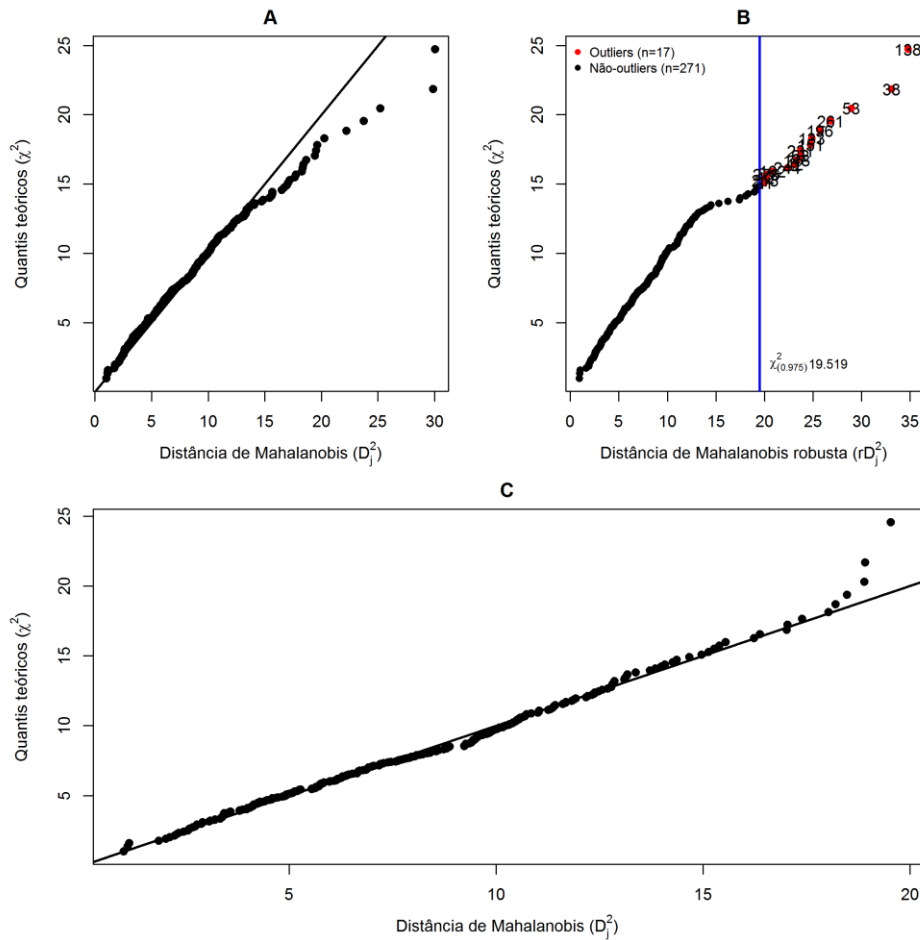 A
Quantis teóricos (χ²)
25
20
15
10
5
0 5 10 15 20 25 30
Distância de Mahalanobis (D²j)
B
Quantis teóricos (χ²)
25
20
15
10
5
Outliers (n=17)
Não-outliers (n=271)
138
38
53
χ²(0.975) 19.519
0 5 10 15 20 25 30 35
Distância de Mahalanobis robusta (rD²j)
C
Quantis teóricos (χ²)
25
20
15
10
5
5 10 15 20
Distância de Mahalanobis (D²j)